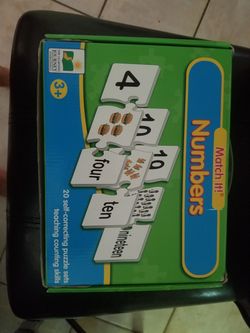 Match It!
Numbers
4
10
10
four
ten
nineteen
3+
20 self-correcting puzzle sets
teaching counting skills